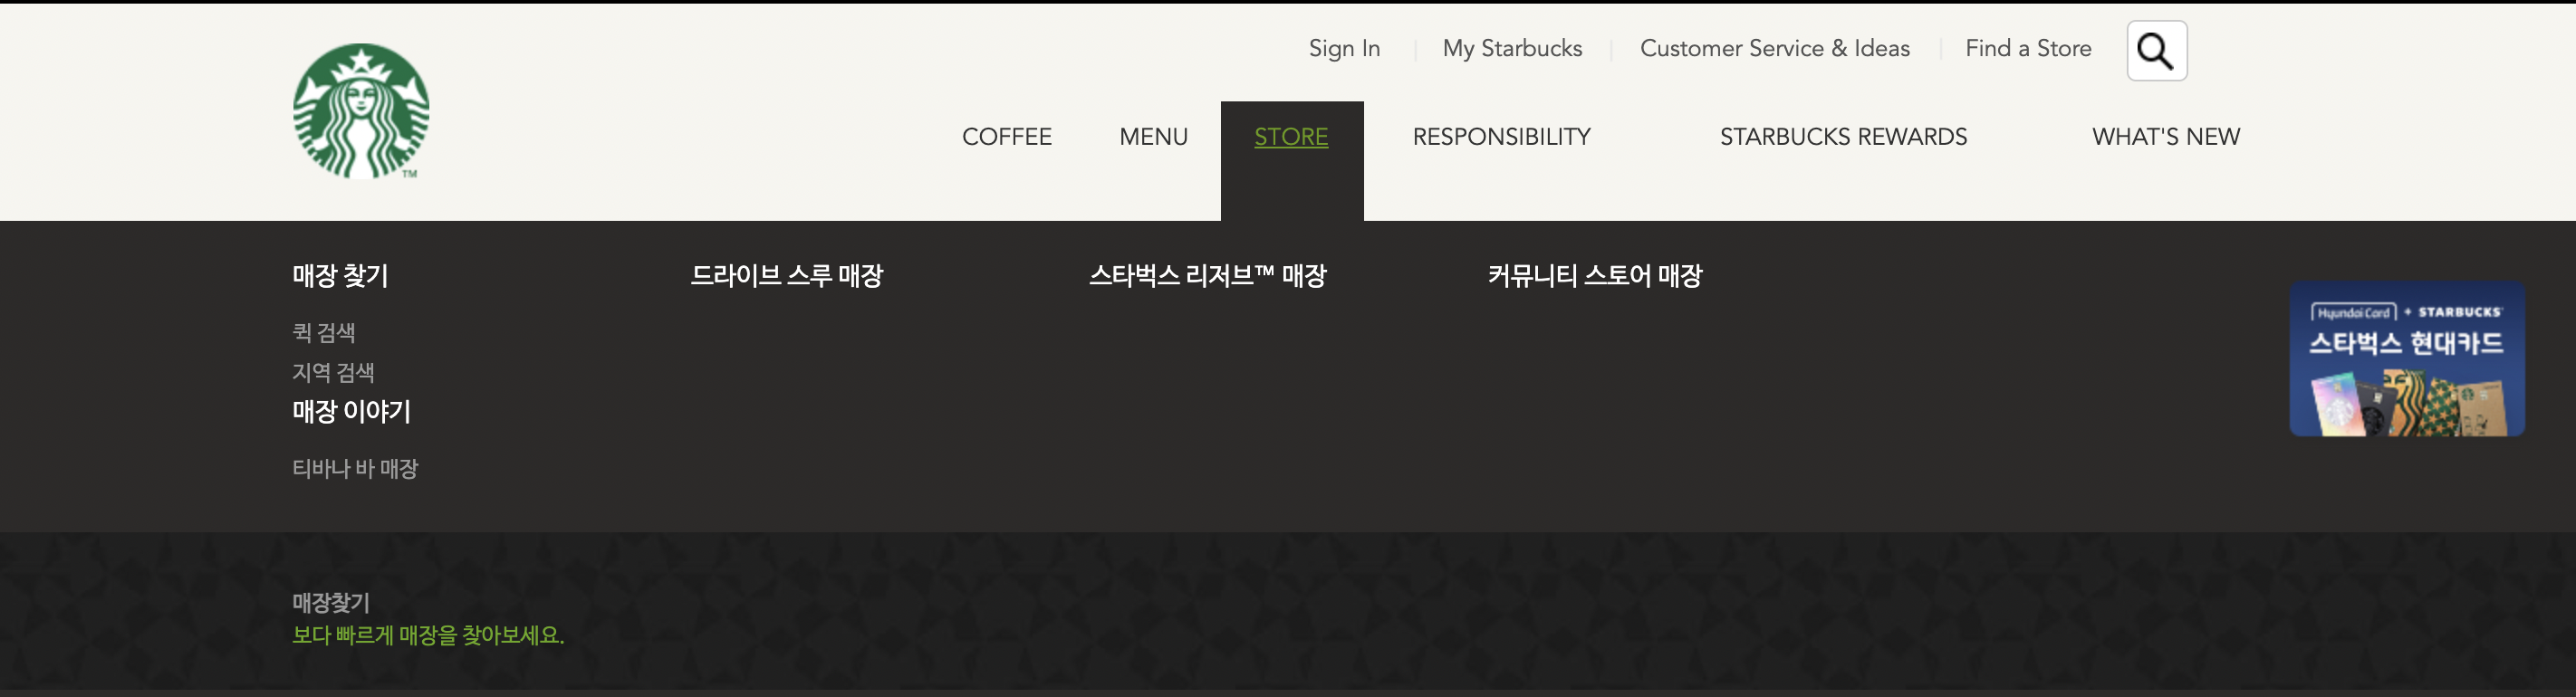 Sign In
My Starbucks
Customer Service & Ideas
Find a Store
TM
COFFEE
MENU
STORE
RESPONSIBILITY
STARBUCKS REWARDS
WHAT'S NEW
매장 찾기
드라이브 스루 매장
스타벅스 리저브™ 매장
커뮤니티 스토어 매장
퀵 검색
지역 검색
매장 이야기
티바나 바 매장
Hyundai Card + STARBUCKS
스타벅스 현대카드
매장찾기
보다 빠르게 매장을 찾아보세요.